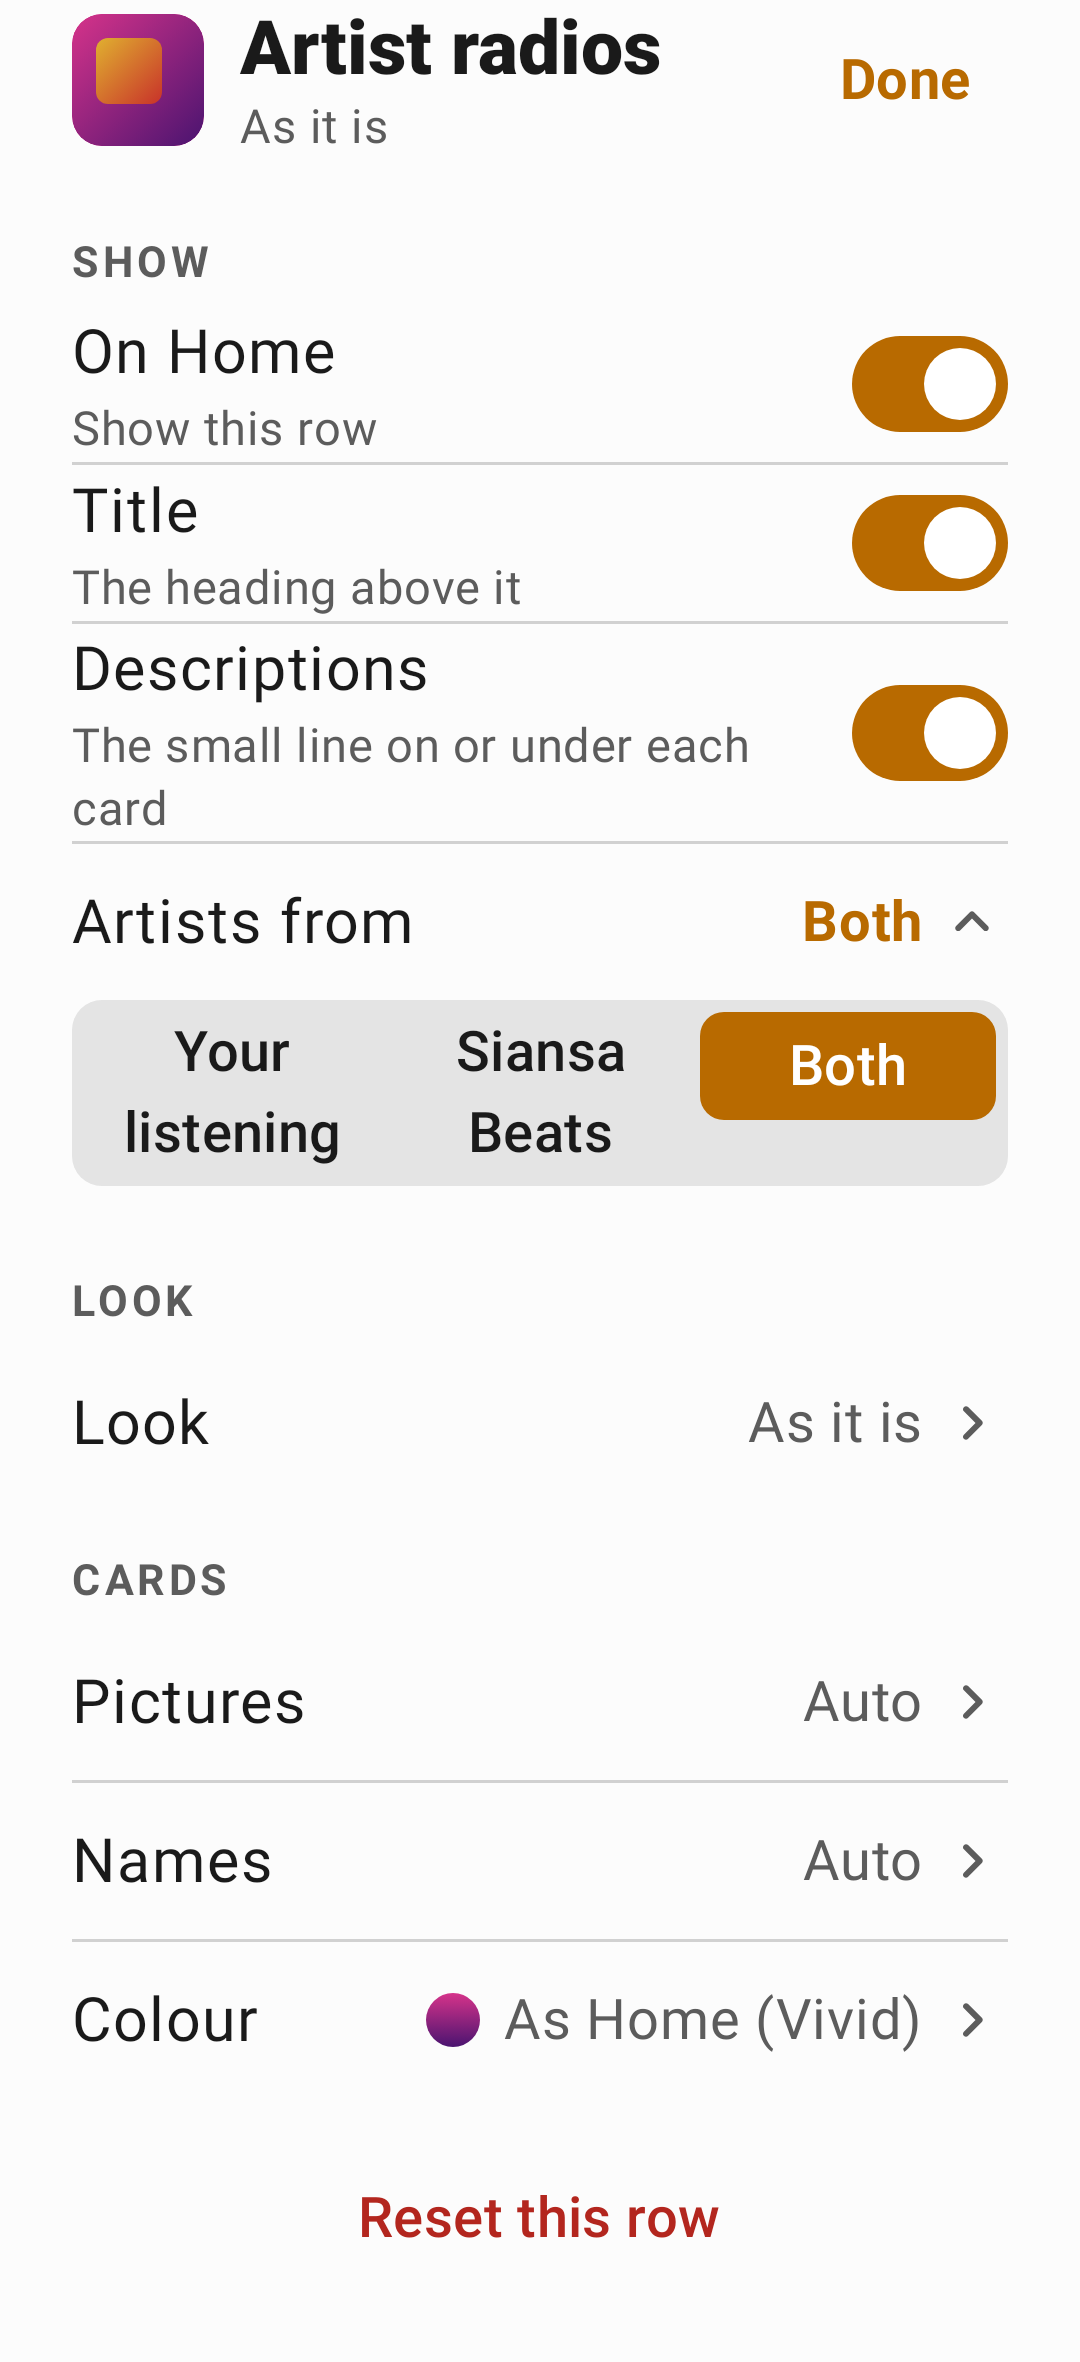 Artist radios
As it is
Done
SHOW
On Home
Show this row
Title
The heading above it
Descriptions
The small line on or under each
card
Artists from
Both
Your
listening
Siansa
Beats
Both
LOOK
Look
As it is
CARDS
Pictures
Auto
Names
Auto
Colour
As Home (Vivid)
Reset this row